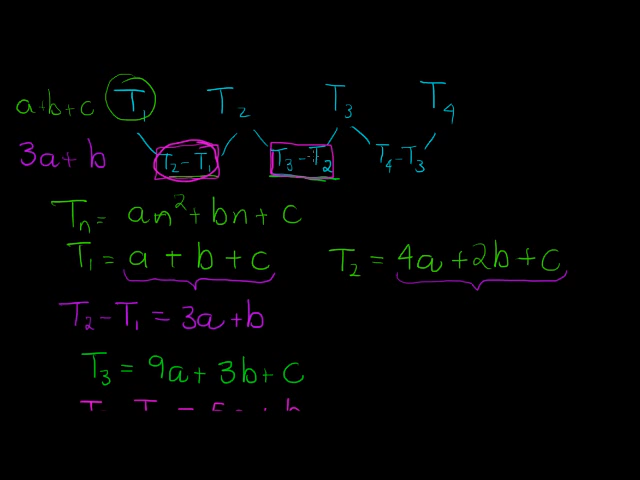 a+b+c T₁ T₂ T₃ T₄
3a+b T₂-T₁ T₃-T₂ T₄-T₃
Tₙ= an²+bn+c
T₁= a + b + c T₂ = 4a+2b+c
T₂-T₁ = 3a+b
T₃ = 9a+3b+c